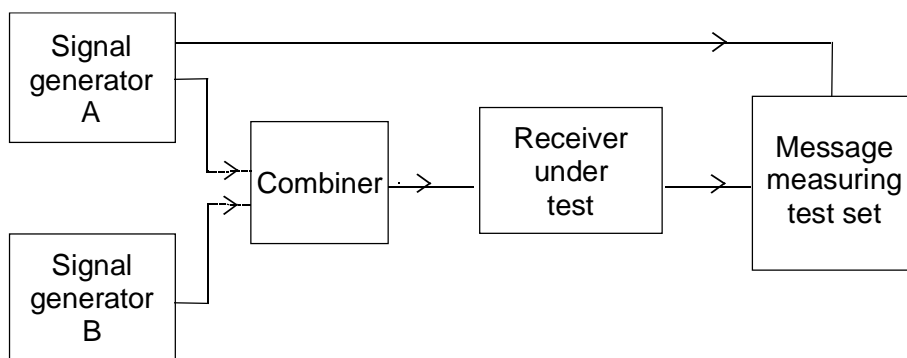 Signal
generator
A
Combiner
Receiver
under
test
Message
measuring
test set
Signal
generator
B